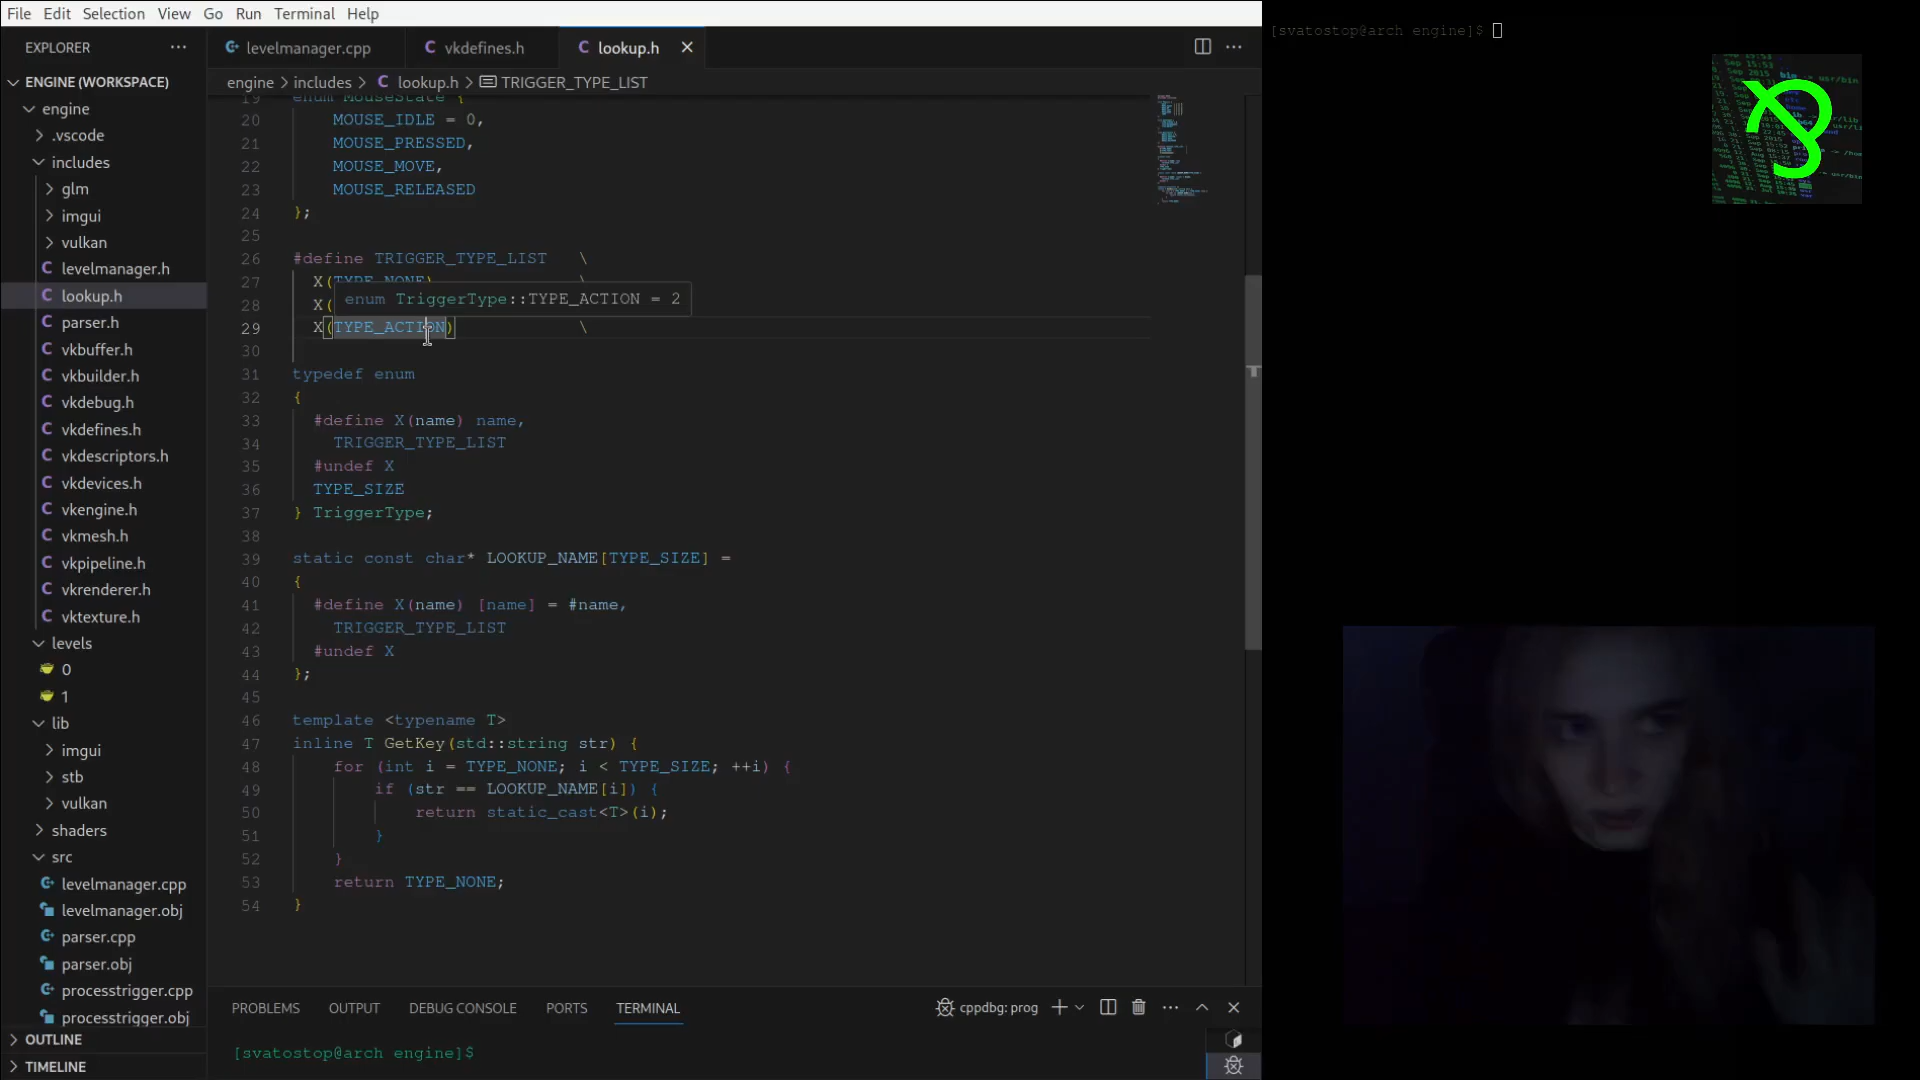 File Edit Selection View Go Run Terminal Help
EXPLORER
ENGINE (WORKSPACE)
engine
.vscode
includes
glm
imgui
vulkan
levelmanager.h
lookup.h
parser.h
vkbuffer.h
vkbuilder.h
vkdebug.h
vkdefines.h
vkdescriptors.h
vkdevices.h
vkengine.h
vkmesh.h
vkpipeline.h
vkrenderer.h
vktexture.h
levels
0
1
lib
imgui
stb
vulkan
shaders
src
levelmanager.cpp
levelmanager.obj
parser.cpp
parser.obj
processtrigger.cpp
processtrigger.obj
OUTLINE
TIMELINE
levelmanager.cpp vkdefines.h lookup.h
engine > includes > lookup.h > TRIGGER_TYPE_LIST
19 enum MouseState {
20 MOUSE_IDLE = 0,
21 MOUSE_PRESSED,
22 MOUSE_MOVE,
23 MOUSE_RELEASED
24 };
25
26 #define TRIGGER_TYPE_LIST \
27 X(TYPE_NONE) \
enum TriggerType::TYPE_ACTION = 2
28 X(
29 X(TYPE_ACTION) \
30
31 typedef enum
32 {
33 #define X(name) name,
34 TRIGGER_TYPE_LIST
35 #undef X
36 TYPE_SIZE
37 } TriggerType;
38
39 static const char* LOOKUP_NAME[TYPE_SIZE] =
40 {
41 #define X(name) [name] = #name,
42 TRIGGER_TYPE_LIST
43 #undef X
44 };
45
46 template <typename T>
47 inline T GetKey(std::string str) {
48 for (int i = TYPE_NONE; i < TYPE_SIZE; ++i) {
49 if (str == LOOKUP_NAME[i]) {
50 return static_cast<T>(i);
51 }
52 }
53 return TYPE_NONE;
54 }
PROBLEMS OUTPUT DEBUG CONSOLE PORTS TERMINAL
cppdbg: prog
[svatostop@arch engine]$
[svatostop@arch engine]$